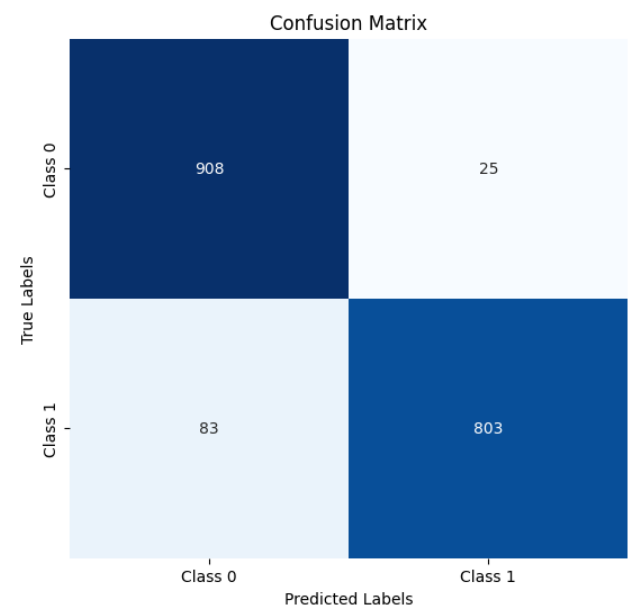 Confusion Matrix
True Labels
Class 0
908
25
Class 1
83
803
Class 0
Class 1
Predicted Labels